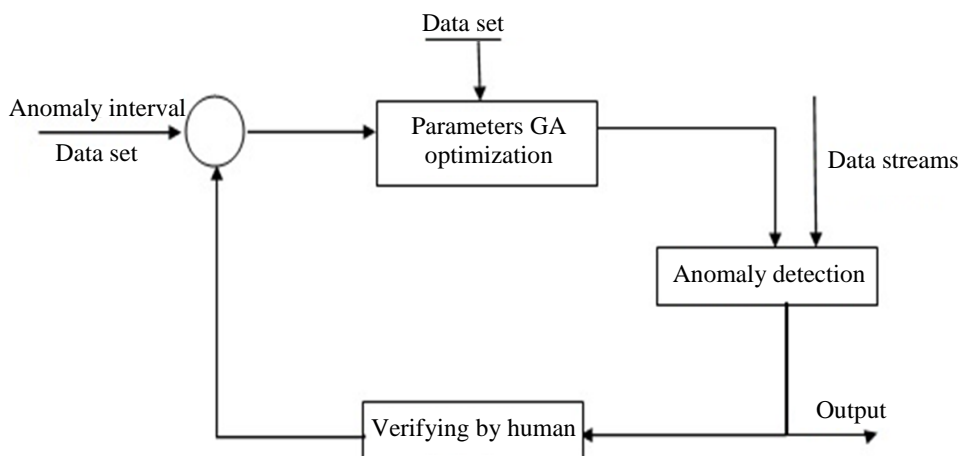 Data set
Anomaly interval
Data set
Parameters GA
optimization
Data streams
Anomaly detection
Output
Verifying by human